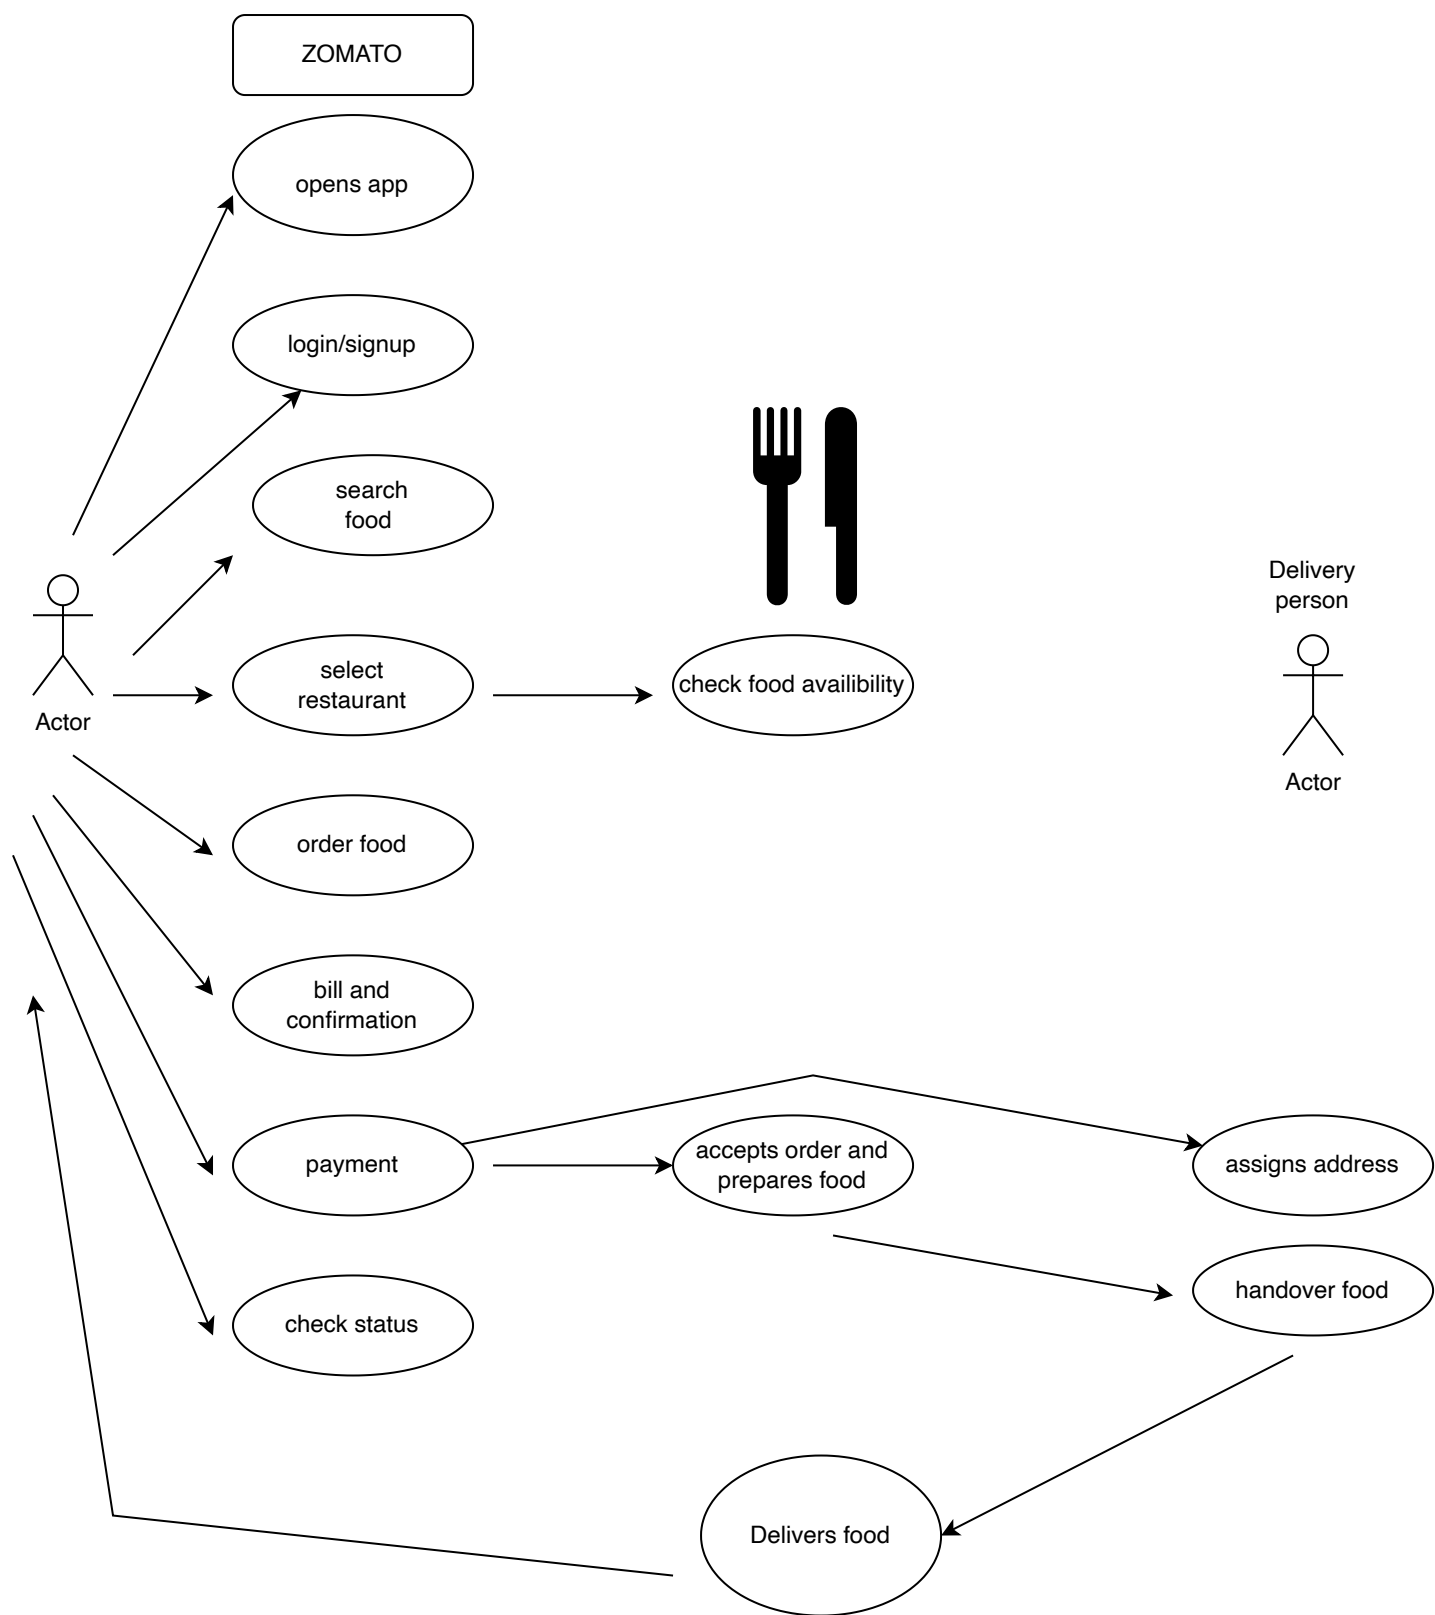 ZOMATO
opens app
login/signup
search
food
select
restaurant
check food availibility
Delivery
person
Actor
Actor
order food
bill and
confirmation
payment
accepts order and
prepares food
assigns address
handover food
check status
Delivers food